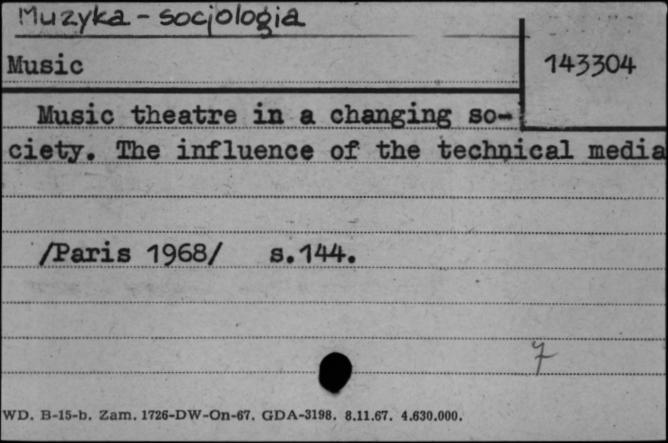 Muzyka - socjologia
Music
143304
Music theatre in a changing so-
ciety. The influence of the technical media
/Paris 1968/ s.144.
7
WD. B-15-b. Zam. 1726-DW-On-67. GDA-3198. 8.11.67. 4.630.000.